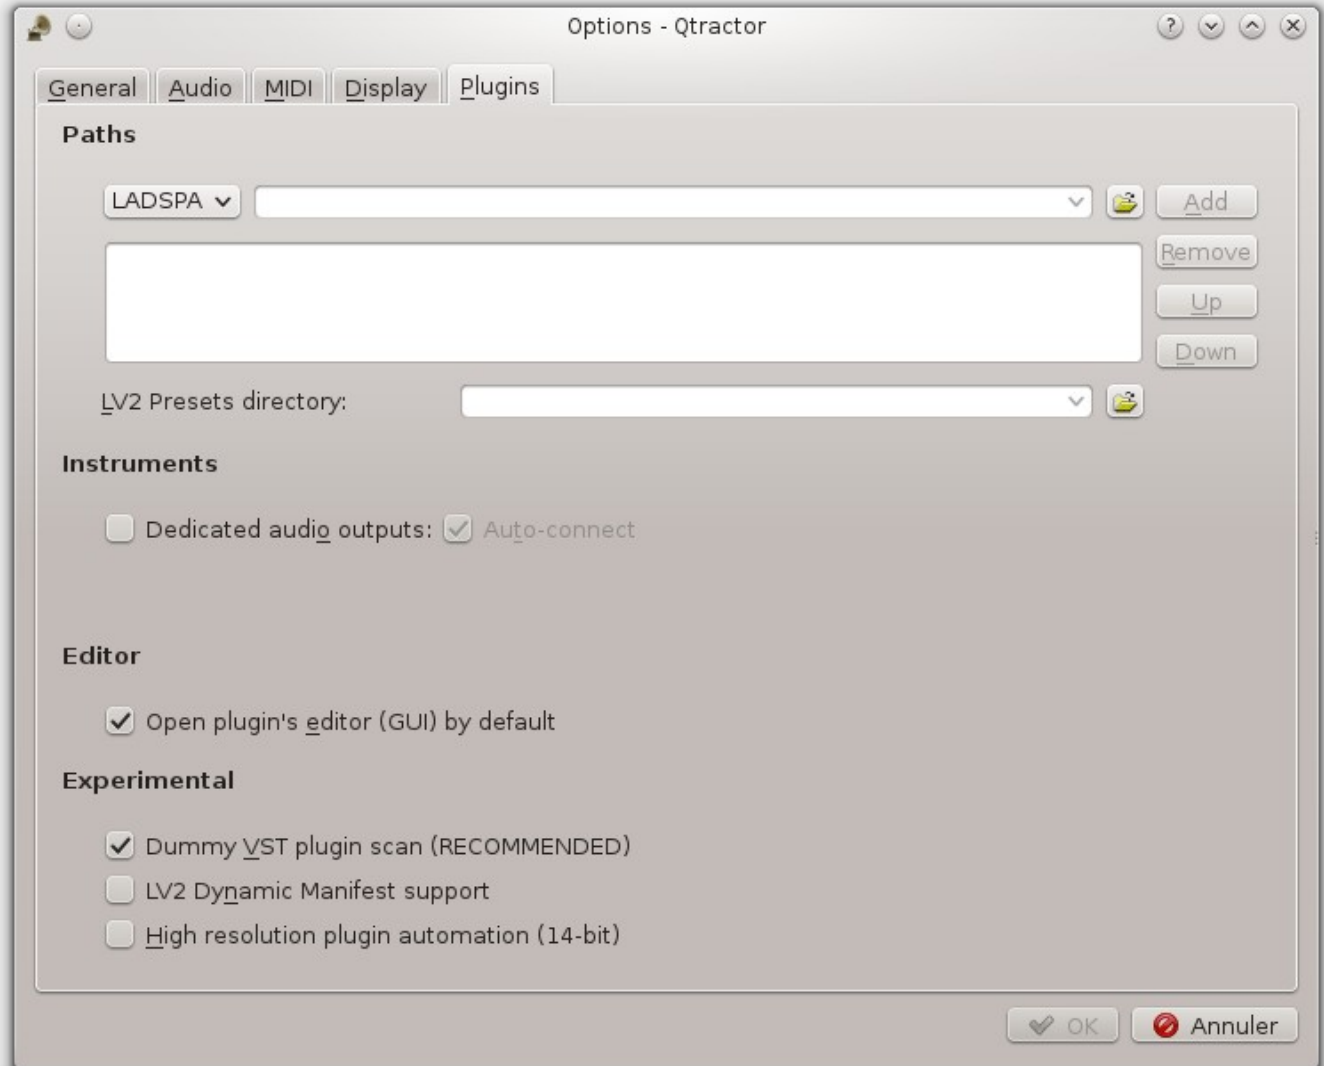 Options - Qtractor
General Audio MIDI Display Plugins
Paths
LADSPA Add
Remove
Up
Down
LV2 Presets directory:
Instruments
Dedicated audio outputs: Auto-connect
Editor
Open plugin's editor (GUI) by default
Experimental
Dummy VST plugin scan (RECOMMENDED)
LV2 Dynamic Manifest support
High resolution plugin automation (14-bit)
OK Annuler